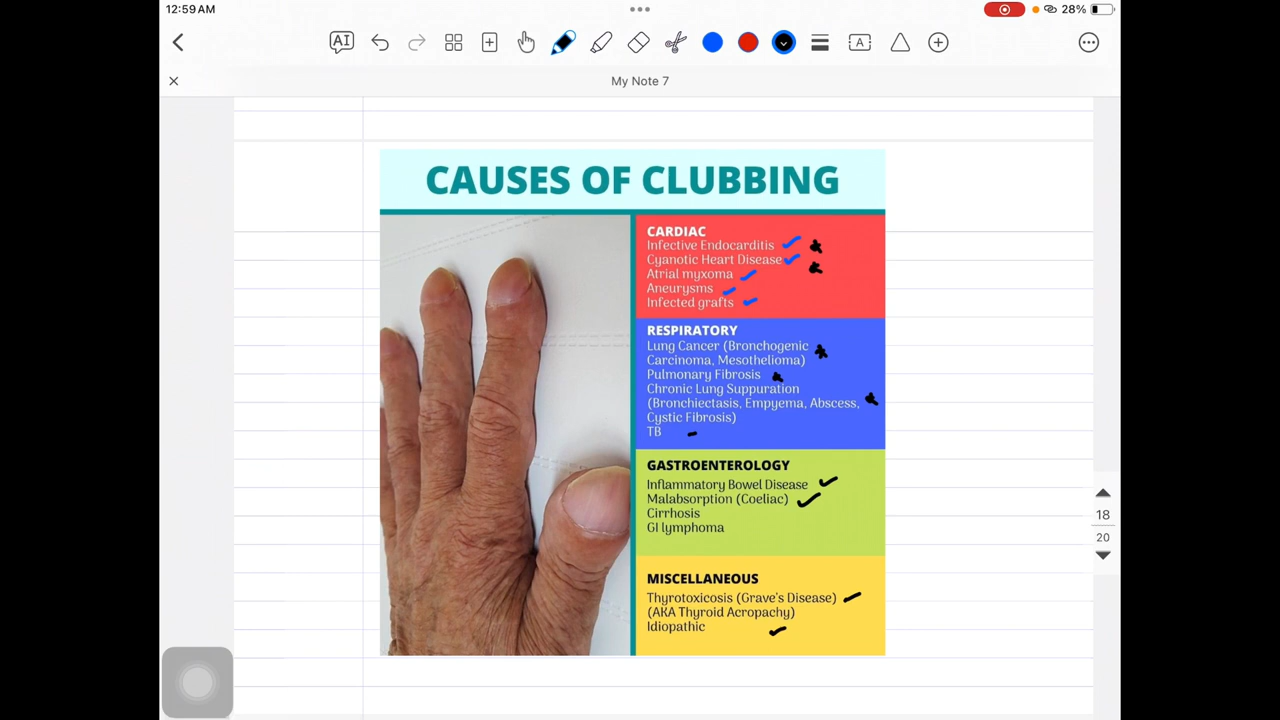 12:59 AM
28%
AI
A
My Note 7
CAUSES OF CLUBBING
CARDIAC
Infective Endocarditis
Cyanotic Heart Disease
Atrial myxoma
Aneurysms
Infected grafts
RESPIRATORY
Lung Cancer (Bronchogenic
Carcinoma, Mesothelioma)
Pulmonary Fibrosis
Chronic Lung Suppuration
(Bronchiectasis, Empyema, Abscess,
Cystic Fibrosis)
TB
GASTROENTEROLOGY
Inflammatory Bowel Disease
Malabsorption (Coeliac)
Cirrhosis
GI lymphoma
MISCELLANEOUS
Thyrotoxicosis (Grave's Disease)
(AKA Thyroid Acropachy)
Idiopathic
18
20